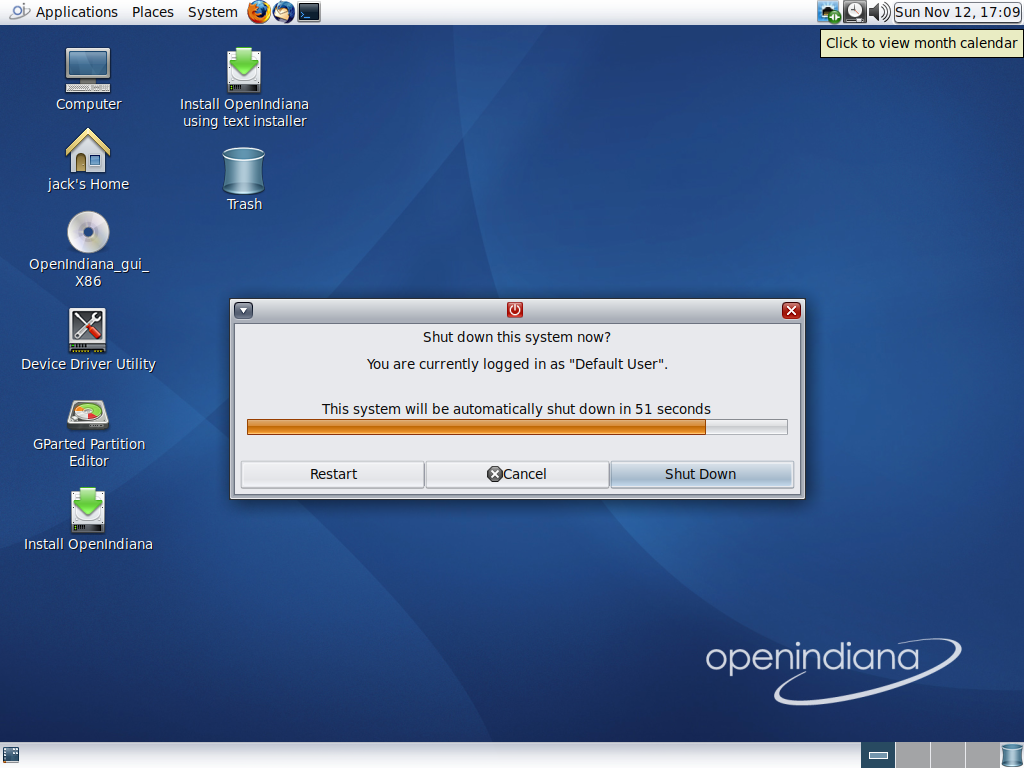 Applications Places System
Sun Nov 12, 17:09
Click to view month calendar
Computer
Install OpenIndiana
using text installer
jack's Home
Trash
OpenIndiana_gui_
X86
Device Driver Utility
GParted Partition
Editor
Install OpenIndiana
Shut down this system now?
You are currently logged in as "Default User".
This system will be automatically shut down in 51 seconds
Restart Cancel Shut Down
openindiana